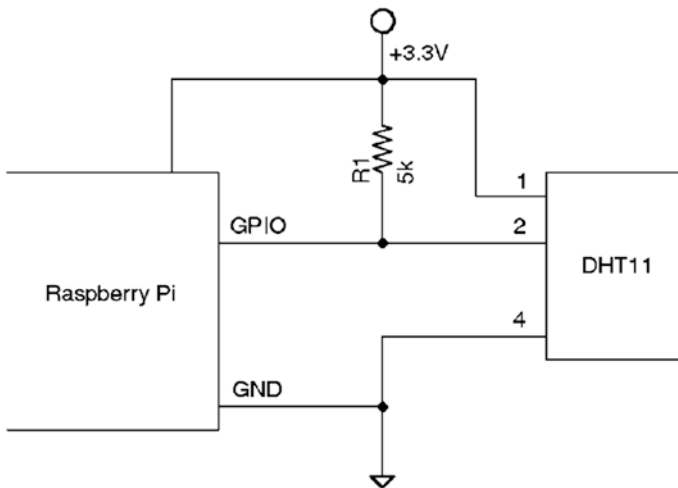 +3.3V
R1
5k
1
GPIO
2
DHT11
Raspberry Pi
4
GND